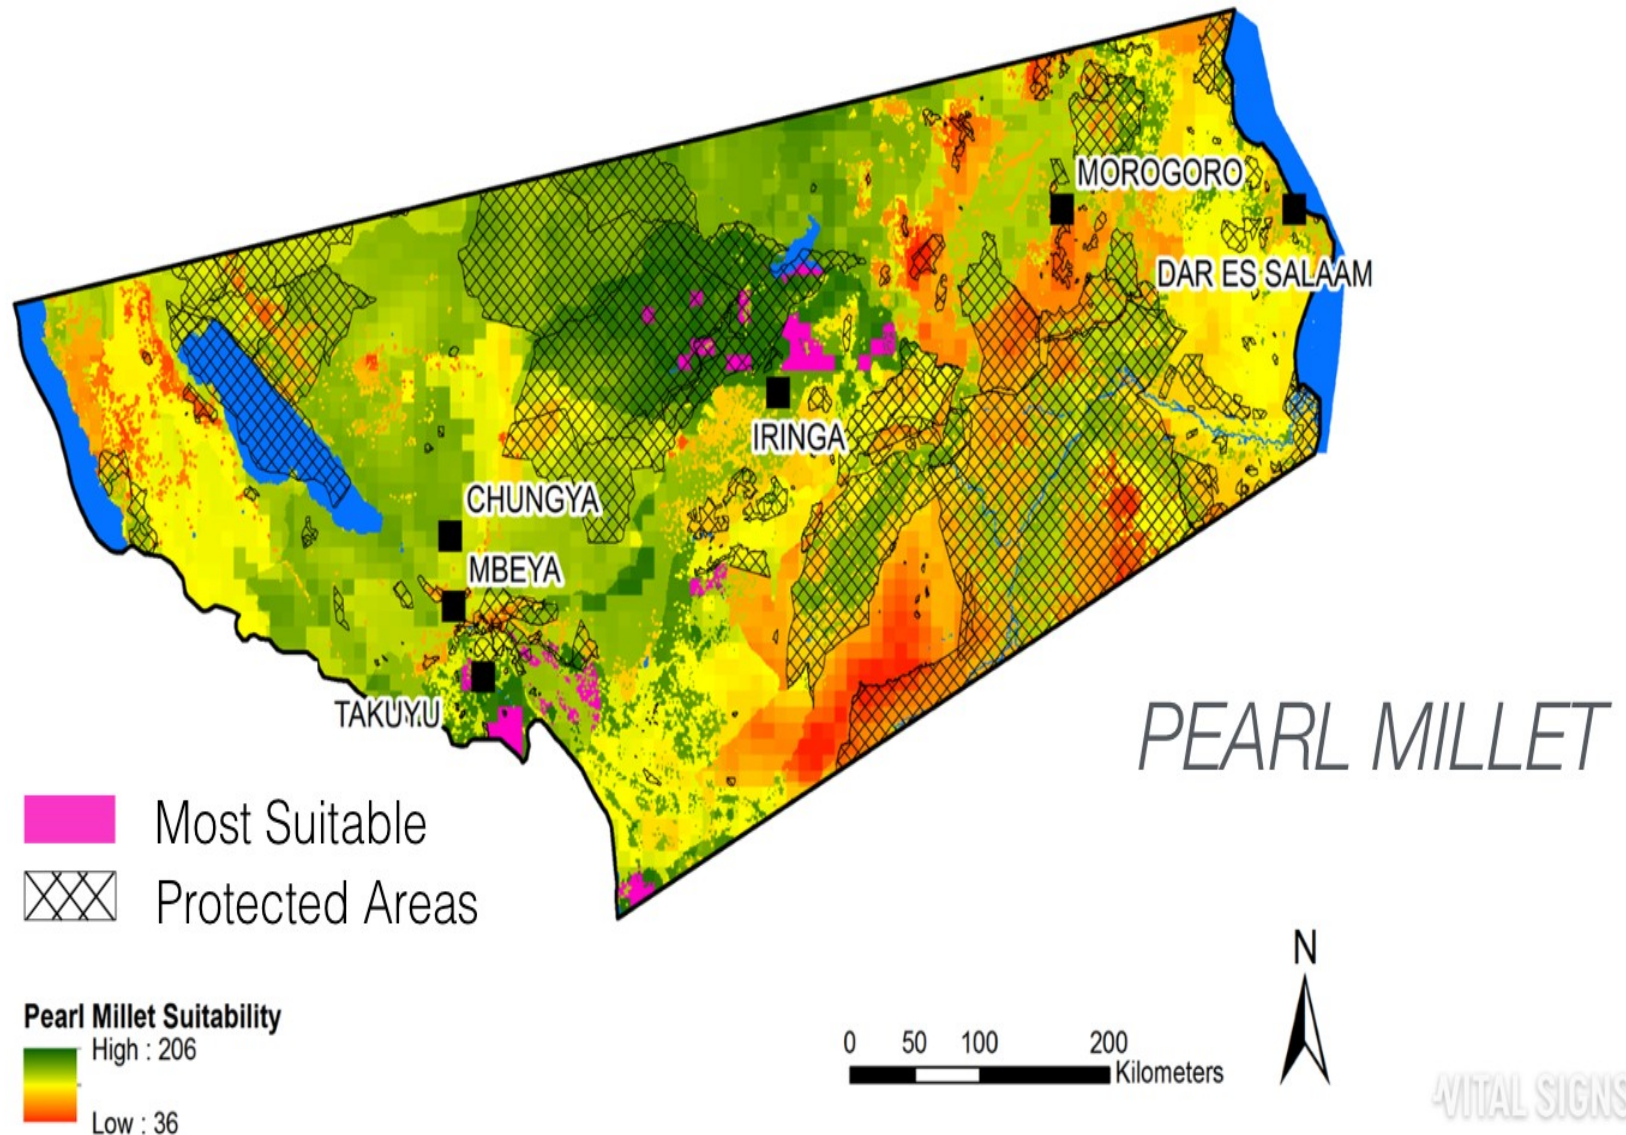 MOROGORO
DAR ES SALAAM
IRINGA
CHUNGYA
MBEYA
TAKUYU
PEARL MILLET
Most Suitable
Protected Areas
Pearl Millet Suitability
High : 206
Low : 36
0 50 100 200
Kilometers
N
VITAL SIGNS